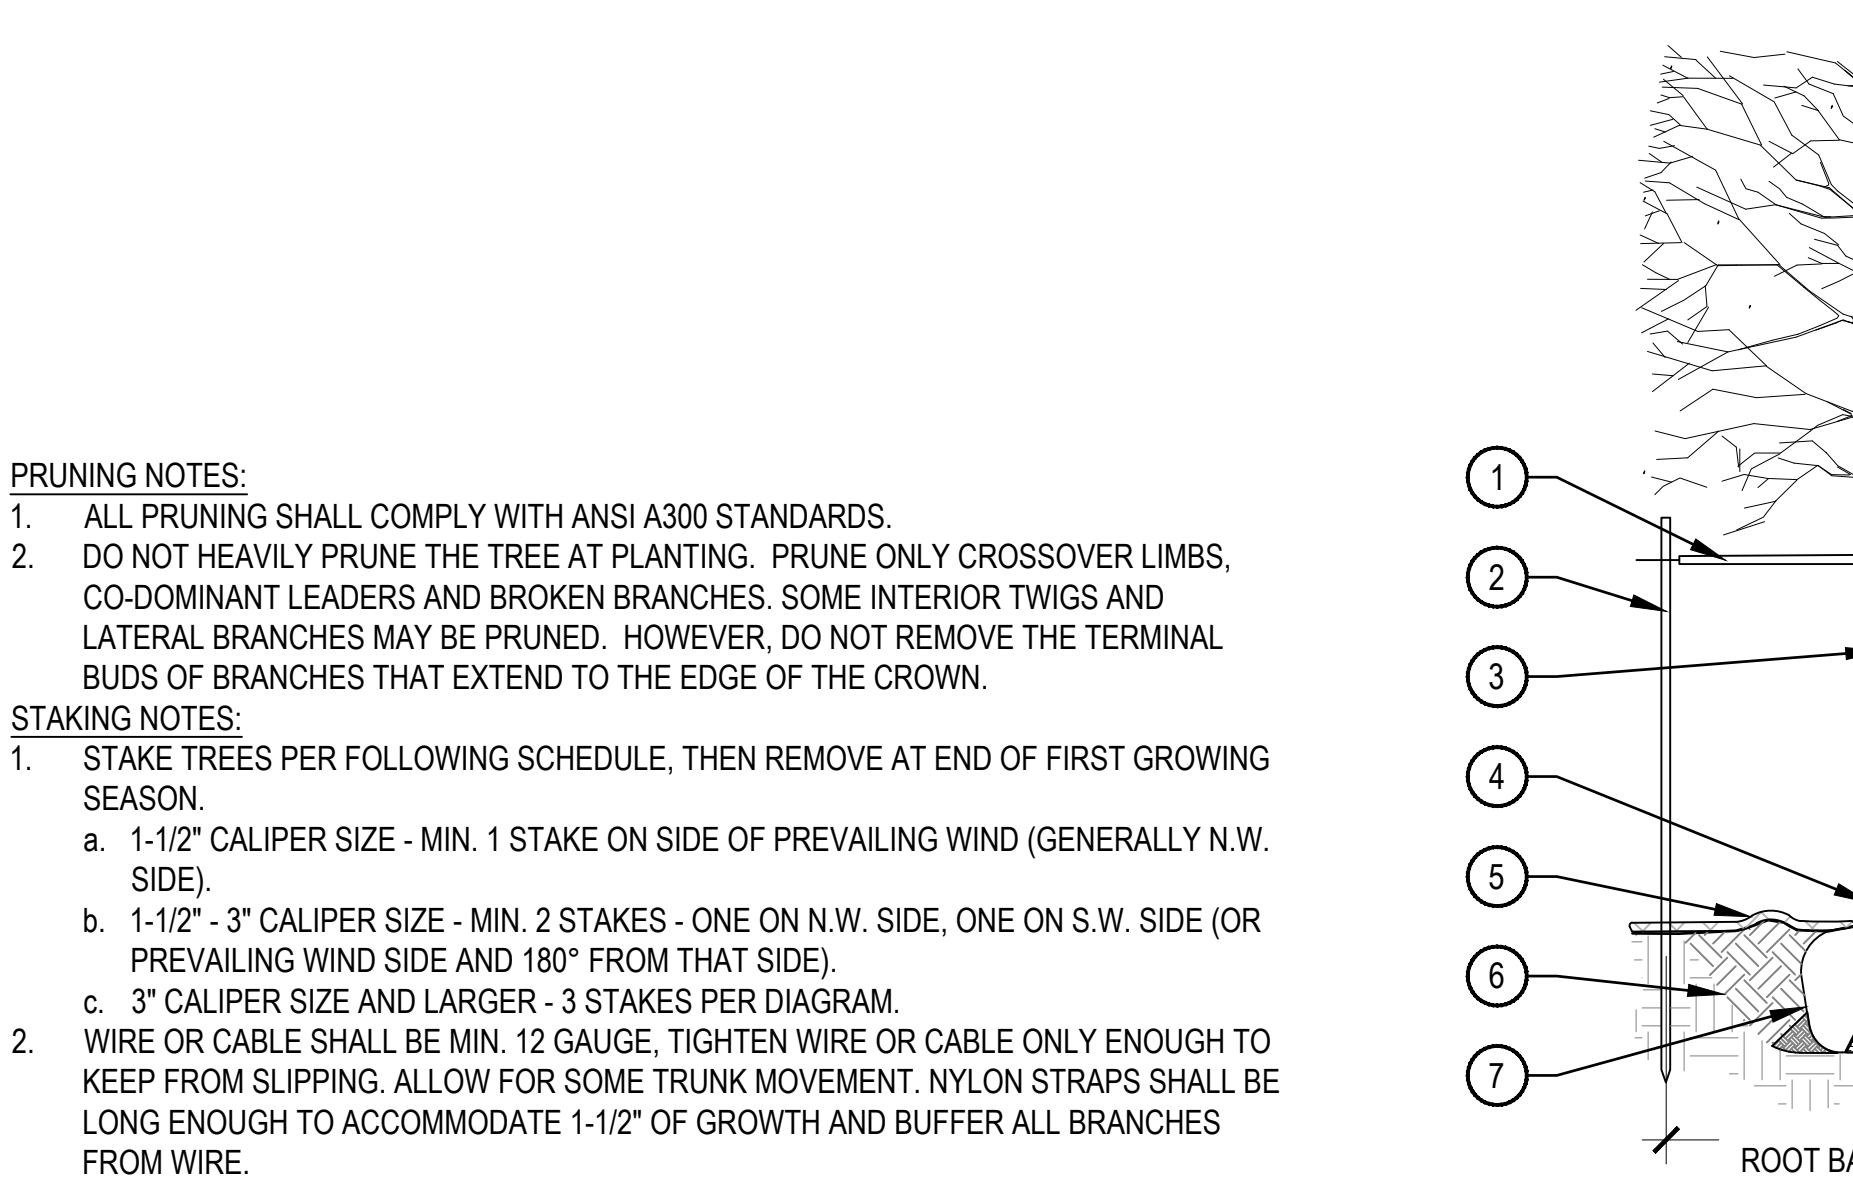 PRUNING NOTES:
1. ALL PRUNING SHALL COMPLY WITH ANSI A300 STANDARDS.
2. DO NOT HEAVILY PRUNE THE TREE AT PLANTING. PRUNE ONLY CROSSOVER LIMBS,
CO-DOMINANT LEADERS AND BROKEN BRANCHES. SOME INTERIOR TWIGS AND
LATERAL BRANCHES MAY BE PRUNED. HOWEVER, DO NOT REMOVE THE TERMINAL
BUDS OF BRANCHES THAT EXTEND TO THE EDGE OF THE CROWN.
STAKING NOTES:
1. STAKE TREES PER FOLLOWING SCHEDULE, THEN REMOVE AT END OF FIRST GROWING
SEASON.
a. 1-1/2" CALIPER SIZE - MIN. 1 STAKE ON SIDE OF PREVAILING WIND (GENERALLY N.W.
SIDE).
b. 1-1/2" - 3" CALIPER SIZE - MIN. 2 STAKES - ONE ON N.W. SIDE, ONE ON S.W. SIDE (OR
PREVAILING WIND SIDE AND 180° FROM THAT SIDE).
c. 3" CALIPER SIZE AND LARGER - 3 STAKES PER DIAGRAM.
2. WIRE OR CABLE SHALL BE MIN. 12 GAUGE, TIGHTEN WIRE OR CABLE ONLY ENOUGH TO
KEEP FROM SLIPPING. ALLOW FOR SOME TRUNK MOVEMENT. NYLON STRAPS SHALL BE
LONG ENOUGH TO ACCOMMODATE 1-1/2" OF GROWTH AND BUFFER ALL BRANCHES
FROM WIRE.
1
2
3
4
5
6
7
ROOT